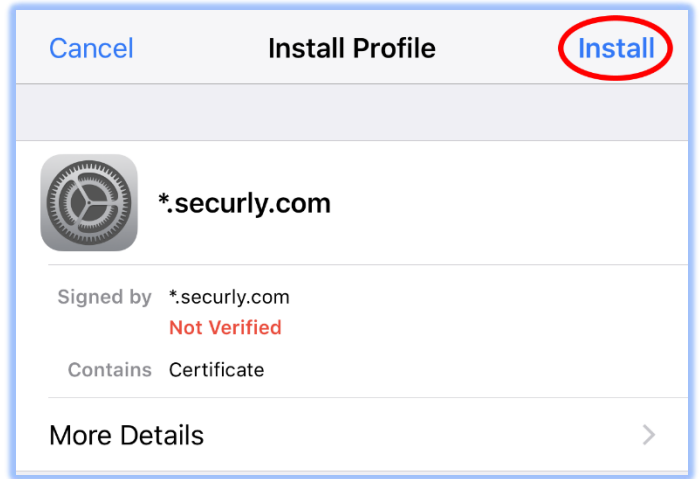 Cancel Install Profile Install
*.securly.com
Signed by *.securly.com
Not Verified
Contains Certificate
More Details